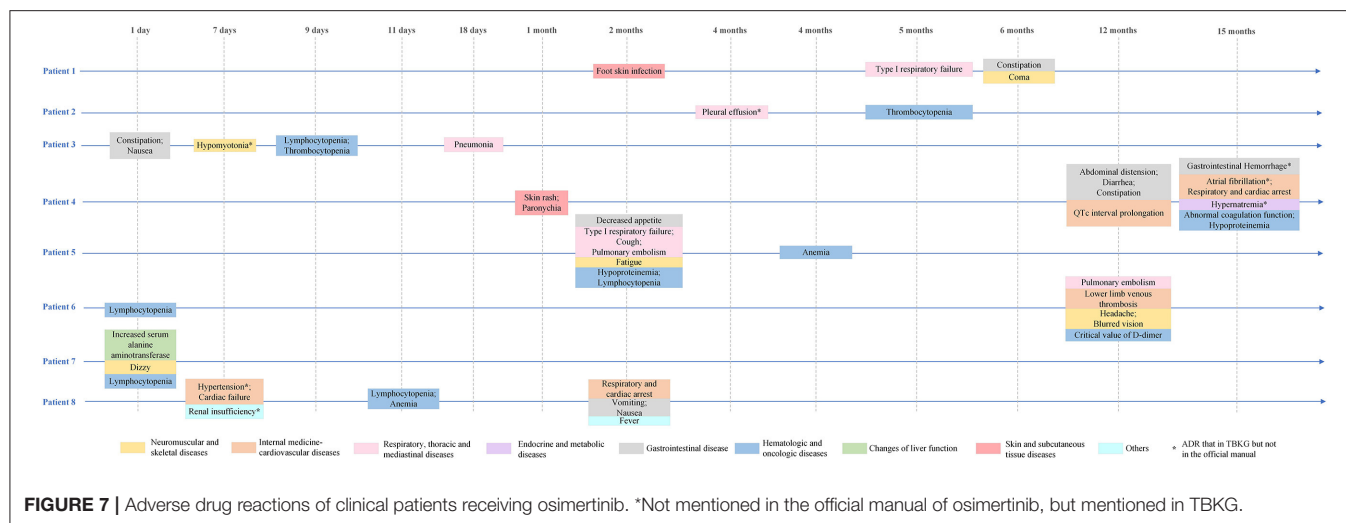 1 day 7 days 9 days 11 days 18 days 1 month 2 months 4 months 4 months 5 months 6 months 12 months 15 months
Patient 1
Foot skin infection
Type I respiratory failure
Constipation
Coma
Patient 2
Pleural effusion*
Thrombocytopenia
Patient 3
Constipation;
Nausea
Hypomyotonia*
Lymphocytopenia;
Thrombocytopenia
Pneumonia
Patient 4
Skin rash;
Paronychia
Abdominal distension;
Diarrhea;
Constipation
QTc interval prolongation
Gastrointestinal Hemorrhage*
Atrial fibrillation*;
Respiratory and cardiac arrest
Hypernatremia*
Abnormal coagulation function;
Hypoproteinemia
Patient 5
Decreased appetite
Type I respiratory failure;
Cough;
Pulmonary embolism
Fatigue
Hypoproteinemia;
Lymphocytopenia
Anemia
Patient 6
Lymphocytopenia
Pulmonary embolism
Lower limb venous
thrombosis
Headache;
Blurred vision
Critical value of D-dimer
Patient 7
Increased serum
alanine
aminotransferase
Dizzy
Lymphocytopenia
Patient 8
Hypertension*;
Cardiac failure
Renal insufficiency*
Lymphocytopenia;
Anemia
Respiratory and
cardiac arrest
Vomiting;
Nausea
Fever
Neuromuscular and
skeletal diseases
Internal medicine-
cardiovascular diseases
Respiratory, thoracic and
mediastinal diseases
Endocrine and metabolic
diseases
Gastrointestinal disease
Hematologic and
oncologic diseases
Changes of liver function
Skin and subcutaneous
tissue diseases
Others
* ADR that in TBKG but not
in the official manual
FIGURE 7 | Adverse drug reactions of clinical patients receiving osimertinib. *Not mentioned in the official manual of osimertinib, but mentioned in TBKG.